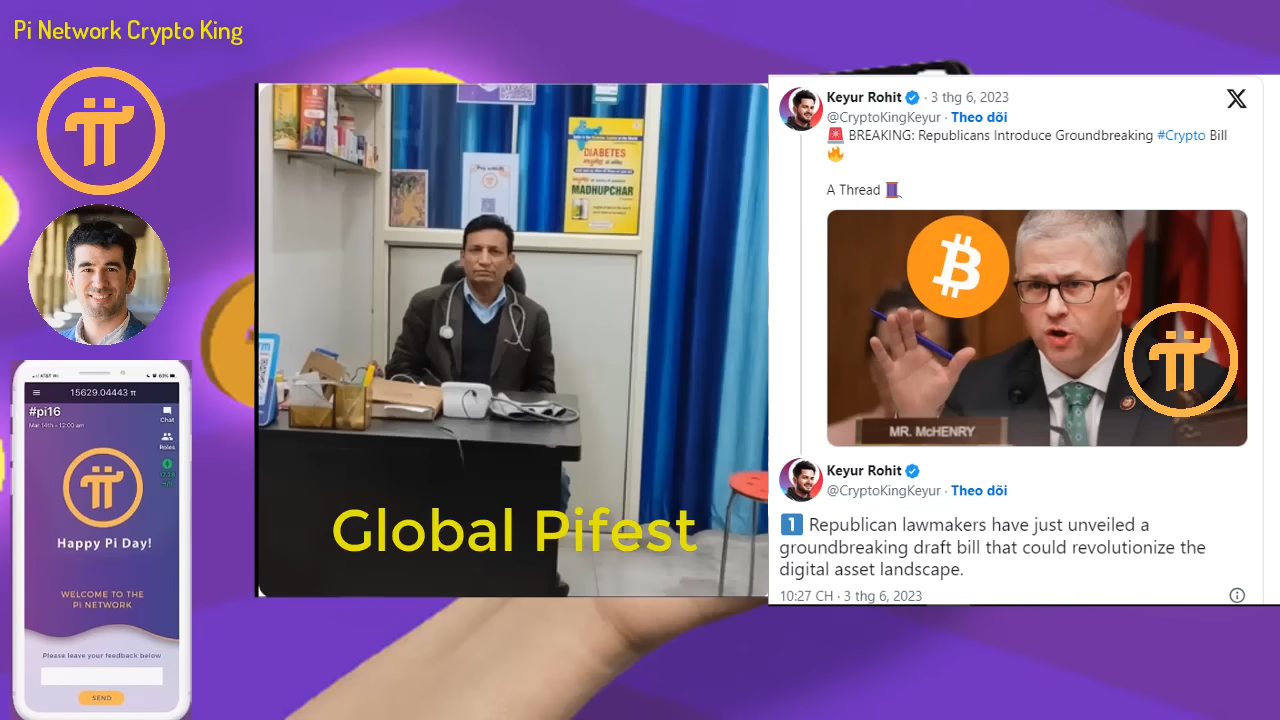 Pi Network Crypto King
Keyur Rohit · 3 thg 6, 2023
@CryptoKingKeyur · Theo dõi
🚨 BREAKING: Republicans Introduce Groundbreaking #Crypto Bill
🔥
A Thread 🧵
MR. McHENRY
Keyur Rohit
@CryptoKingKeyur · Theo dõi
1️⃣ Republican lawmakers have just unveiled a
groundbreaking draft bill that could revolutionize the
digital asset landscape.
10:27 CH · 3 thg 6, 2023
DIABETES
MADHUPCHAR
Global Pifest
15629.04443 π
#pi16
Mar 14th - 12:00 am
Chat
Roles
Happy Pi Day!
WELCOME TO THE
Pi NETWORK
Please leave your feedback below
SEND